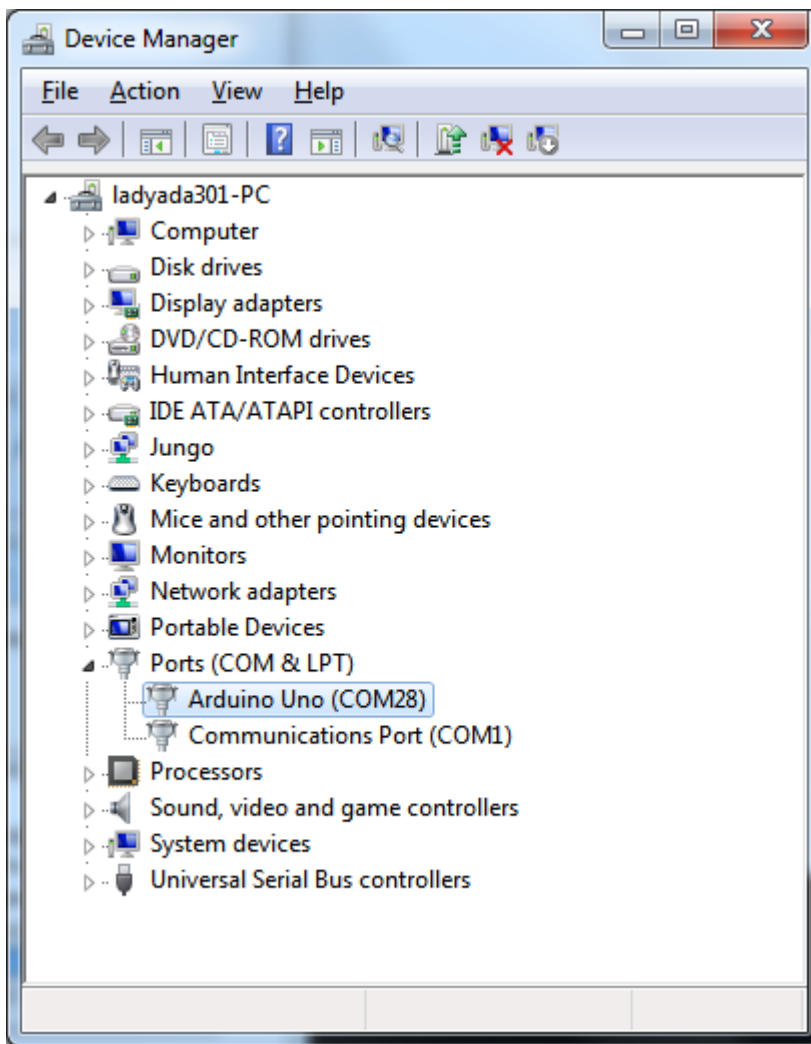 Device Manager
File Action View Help
ladyada301-PC
Computer
Disk drives
Display adapters
DVD/CD-ROM drives
Human Interface Devices
IDE ATA/ATAPI controllers
Jungo
Keyboards
Mice and other pointing devices
Monitors
Network adapters
Portable Devices
Ports (COM & LPT)
Arduino Uno (COM28)
Communications Port (COM1)
Processors
Sound, video and game controllers
System devices
Universal Serial Bus controllers